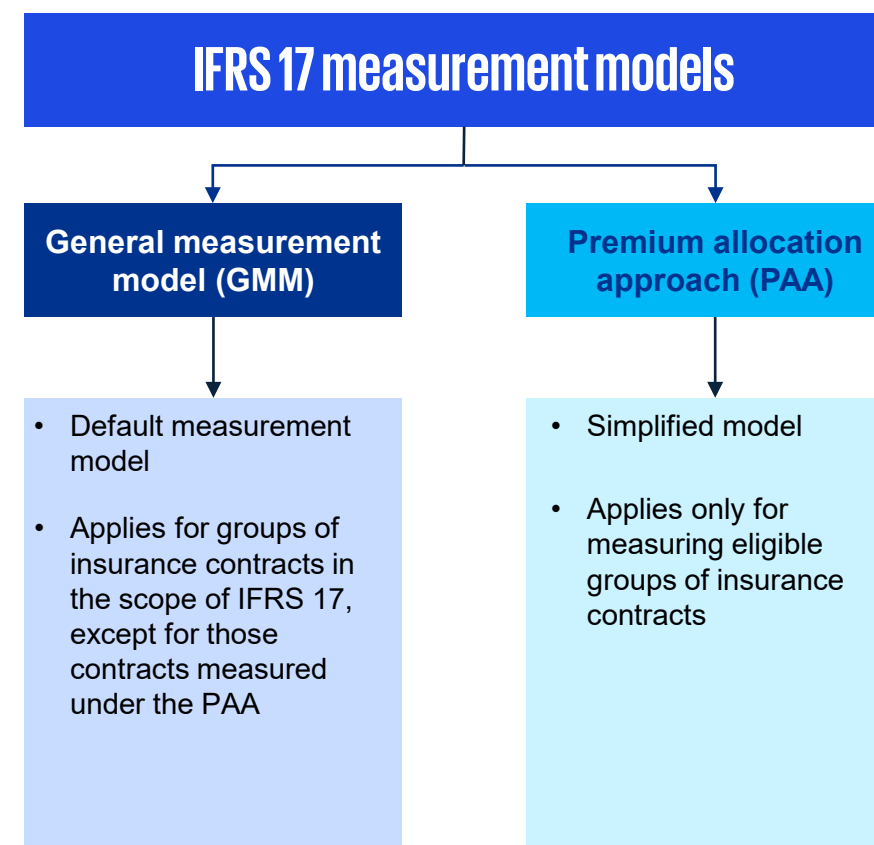 IFRS 17 measurement models
General measurement
model (GMM)
Premium allocation
approach (PAA)
• Default measurement
model
• Applies for groups of
insurance contracts in
the scope of IFRS 17,
except for those
contracts measured
under the PAA
• Simplified model
• Applies only for
measuring eligible
groups of insurance
contracts